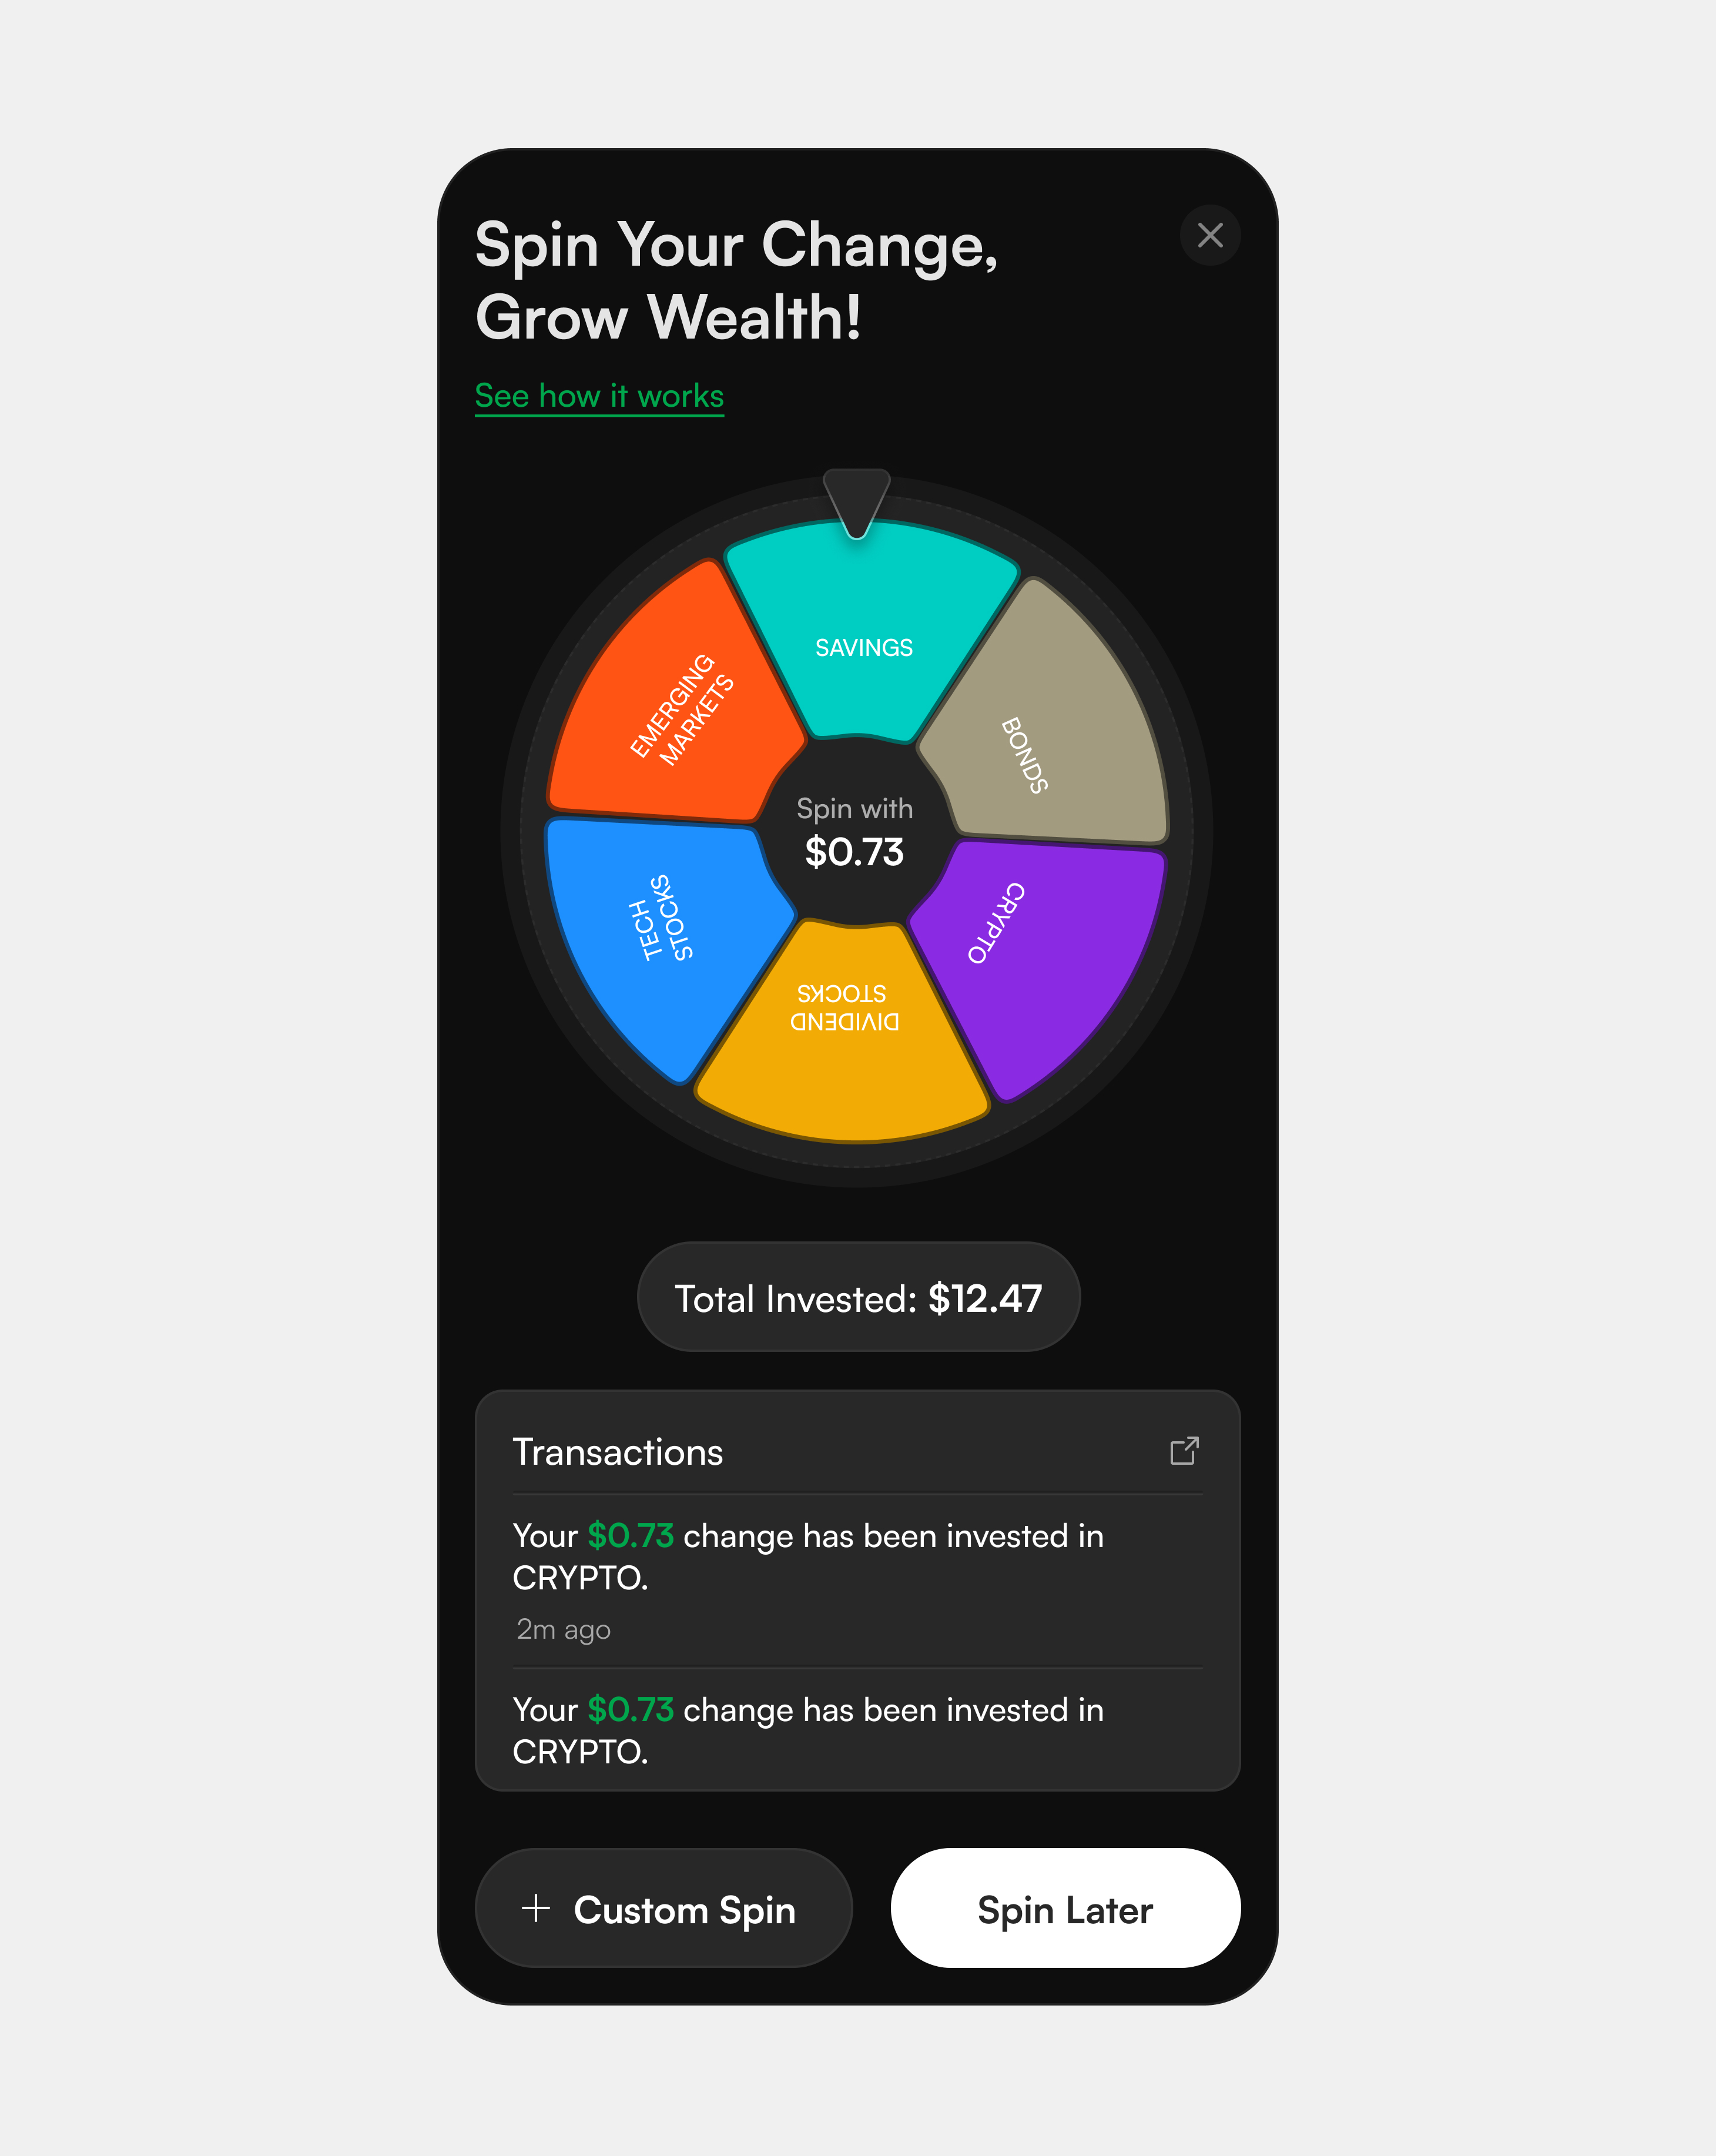 Spin Your Change,
Grow Wealth!
See how it works
SAVINGS
EMERGING
MARKETS
BONDS
Spin with
$0.73
TECH
STOCKS
CRYPTO
DIVIDEND
STOCKS
Total Invested: $12.47
Transactions
Your $0.73 change has been invested in
CRYPTO.
2m ago
Your $0.73 change has been invested in
CRYPTO.
Custom Spin
Spin Later